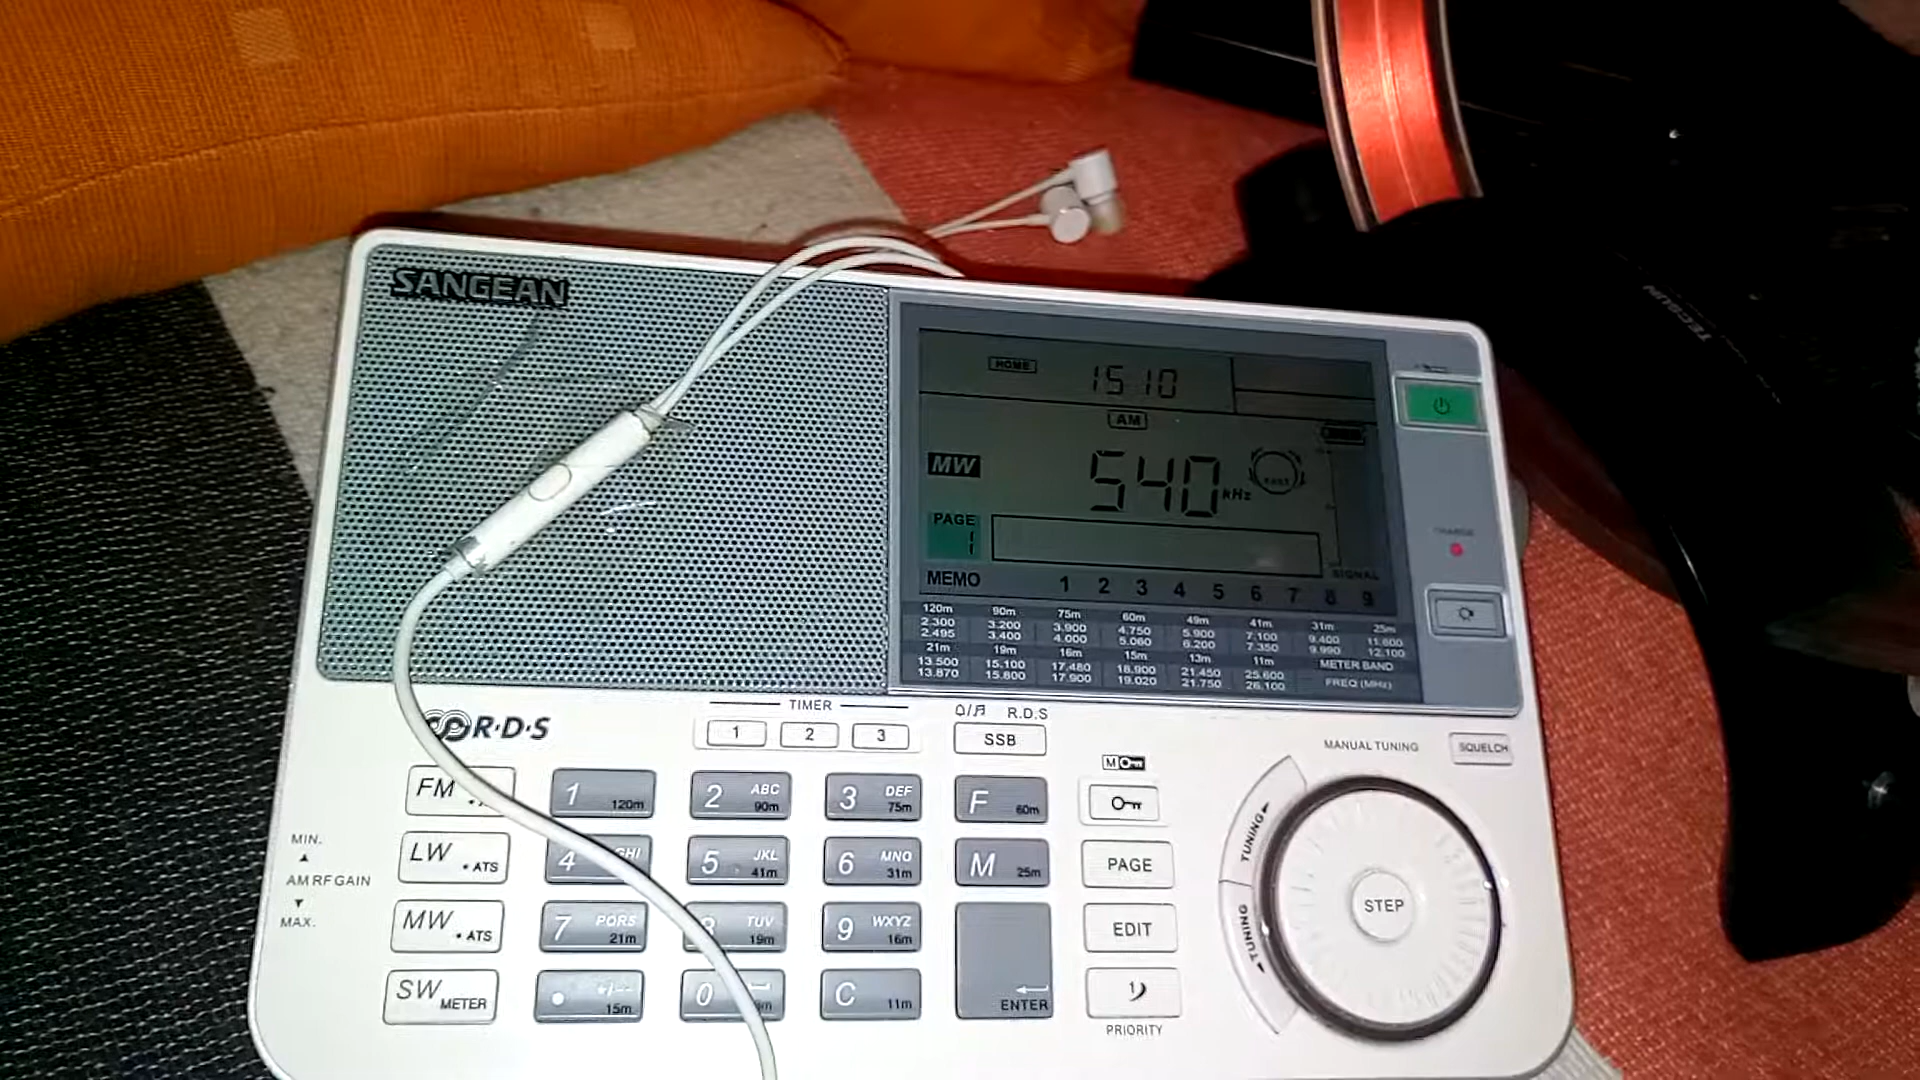 SANGEAN
TECSUN
HOME
1510
AM
MW
540 kHz
FAST
PAGE
1
MEMO 1 2 3 4 5 6 7 8 9
SIGNAL
CHARGE
120m 90m 75m 60m 49m 41m 31m 25m
2.300 3.200 3.900 4.750 5.900 7.100 9.400 11.600
2.495 3.400 4.000 5.060 6.200 7.350 9.990 12.100
21m 19m 16m 15m 13m 11m METER BAND
13.500 15.100 17.480 18.900 21.450 25.600
13.870 15.800 17.900 19.020 21.750 26.100 FREQ (MHz)
R·D·S
TIMER
1 2 3
R.D.S
SSB
MANUAL TUNING
SQUELCH
M
FM
1 120m
2 ABC 90m
3 DEF 75m
F 60m
MIN.
AM RF GAIN
MAX.
LW • ATS
4 GHI
5 JKL 41m
6 MNO 31m
M 25m
PAGE
TUNING
TUNING
STEP
MW • ATS
7 PQRS 21m
8 TUV 19m
9 WXYZ 16m
EDIT
SW METER
• +/- 15m
0
C 11m
ENTER
1
PRIORITY